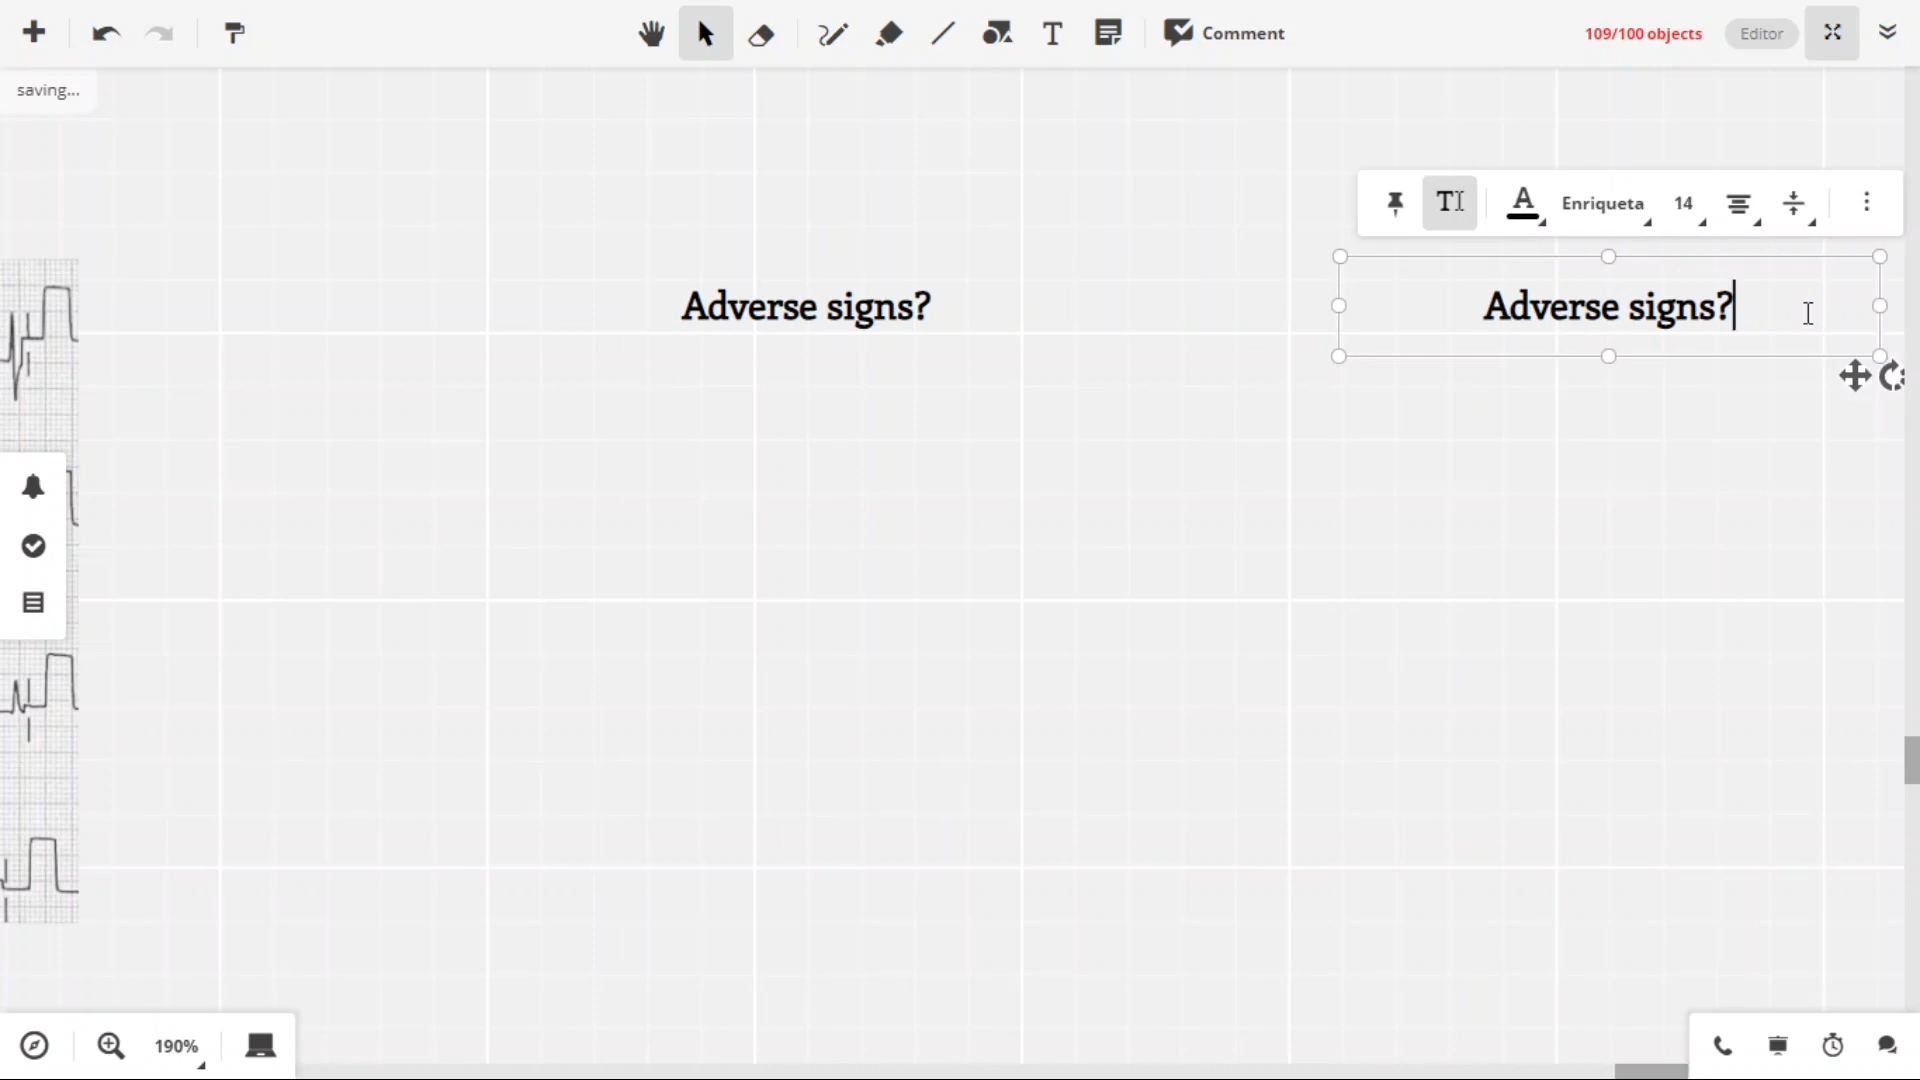 Comment
109/100 objects
Editor
saving...
Enriqueta
14
Adverse signs?
Adverse signs?
190%